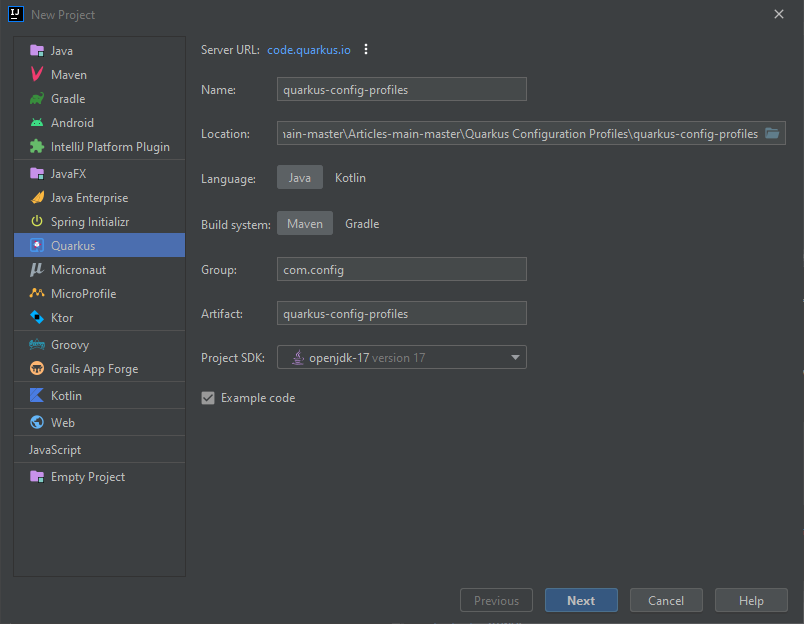 New Project
Java
Maven
Gradle
Android
IntelliJ Platform Plugin
JavaFX
Java Enterprise
Spring Initializr
Quarkus
Micronaut
MicroProfile
Ktor
Groovy
Grails App Forge
Kotlin
Web
JavaScript
Empty Project
Server URL: code.quarkus.io
Name: quarkus-config-profiles
Location: ain-master\Articles-main-master\Quarkus Configuration Profiles\quarkus-config-profiles
Language: Java Kotlin
Build system: Maven Gradle
Group: com.config
Artifact: quarkus-config-profiles
Project SDK: openjdk-17 version 17
Example code
Previous Next Cancel Help